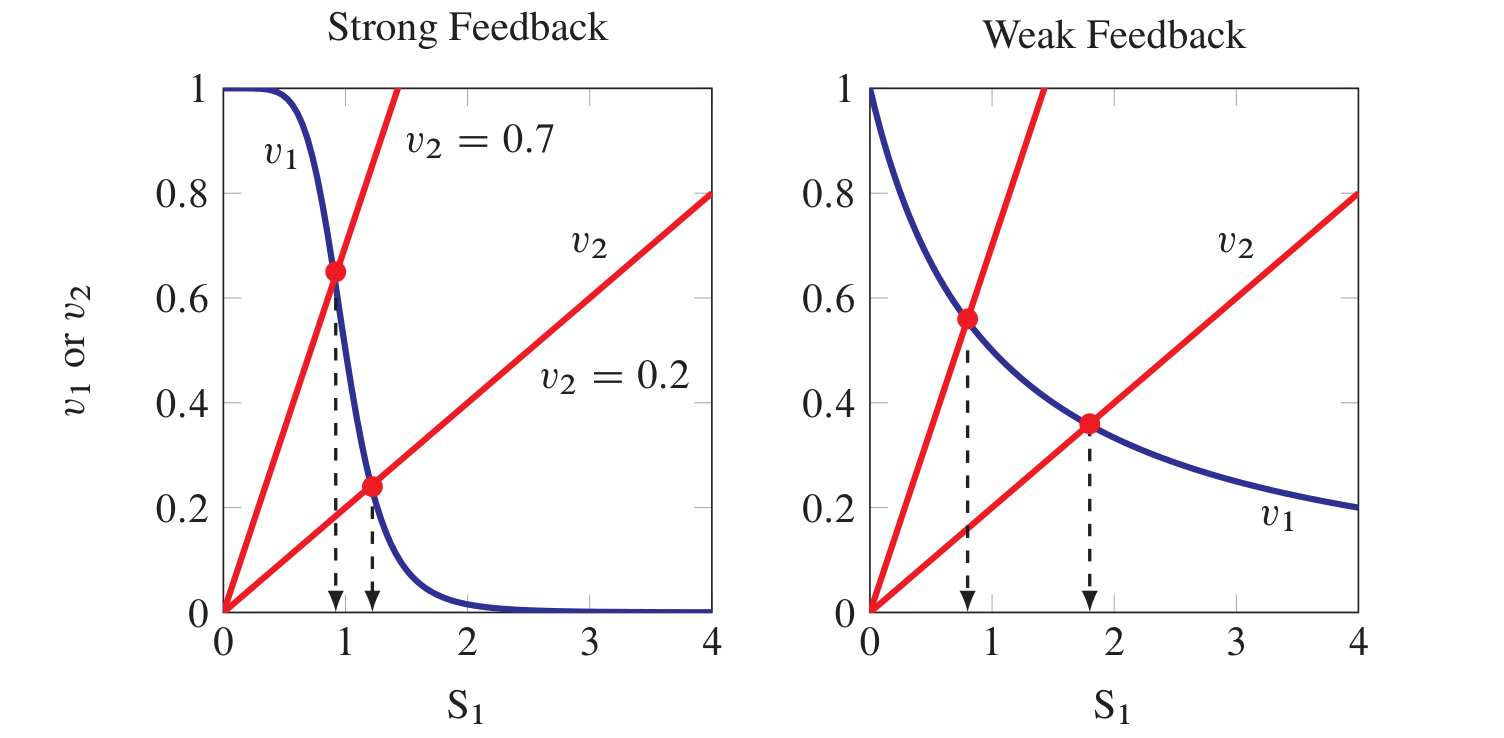 Strong Feedback
1
0.8
0.6
0.4
0.2
0
v₁ or v₂
v₁
v₂ = 0.7
v₂
v₂ = 0.2
0 1 2 3 4
S₁
Weak Feedback
1
0.8
0.6
0.4
0.2
0
v₂
v₁
0 1 2 3 4
S₁